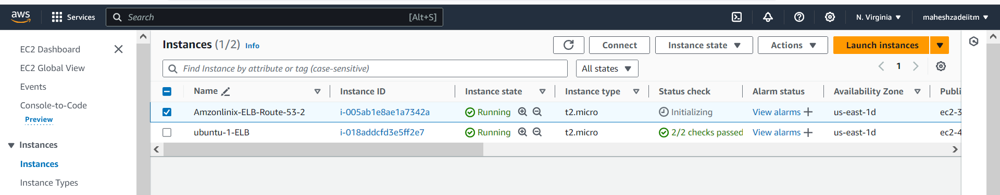 aws
Services
Search [Alt+S]
N. Virginia
maheshzadeiitm
EC2 Dashboard
EC2 Global View
Events
Console-to-Code
Preview
Instances
Instances
Instance Types
Instances (1/2) Info
Connect
Instance state
Actions
Launch instances
Find Instance by attribute or tag (case-sensitive)
All states
1
Name Instance ID Instance state Instance type Status check Alarm status Availability Zone Publi
Amzonlinix-ELB-Route-53-2 i-005ab1e8ae1a7342a Running t2.micro Initializing View alarms + us-east-1d ec2-3
ubuntu-1-ELB i-018addcfd3e5ff2e7 Running t2.micro 2/2 checks passed View alarms + us-east-1d ec2-4